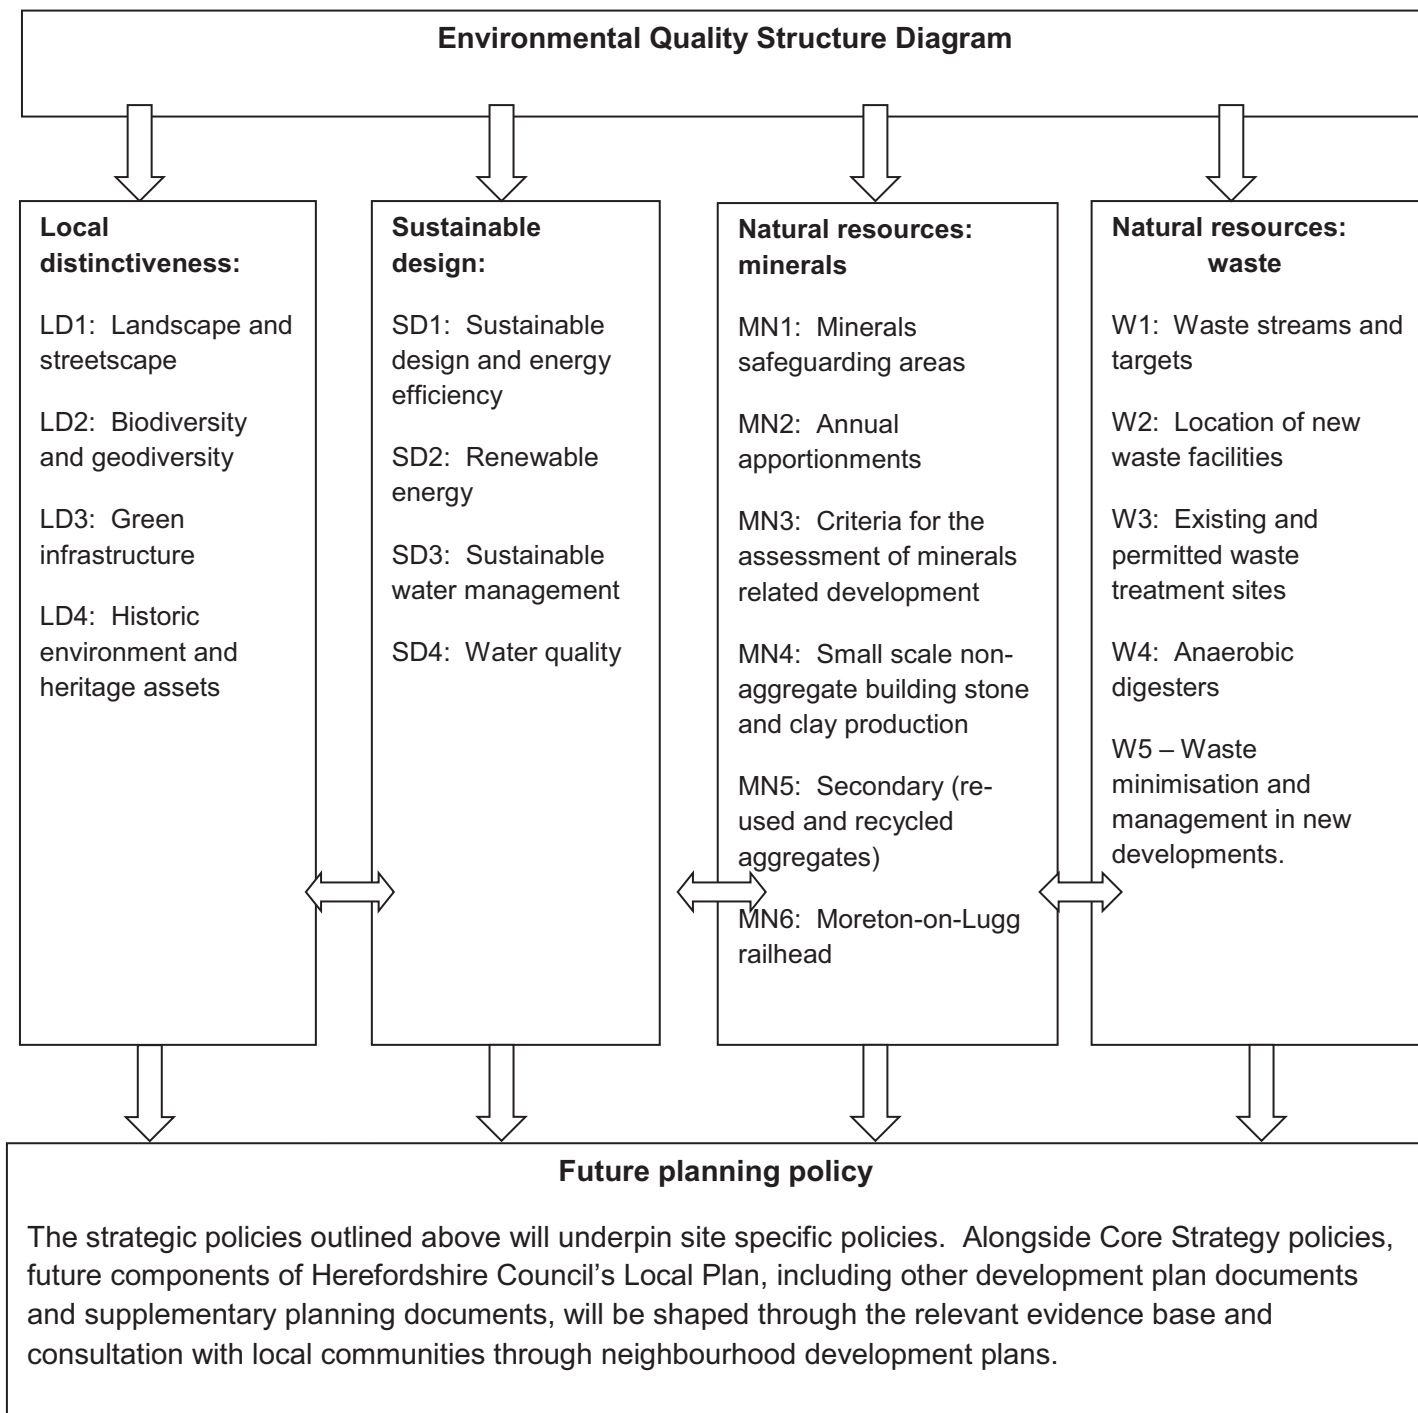 Environmental Quality Structure Diagram
Local
distinctiveness:
LD1: Landscape and
streetscape
LD2: Biodiversity
and geodiversity
LD3: Green
infrastructure
LD4: Historic
environment and
heritage assets
Sustainable
design:
SD1: Sustainable
design and energy
efficiency
SD2: Renewable
energy
SD3: Sustainable
water management
SD4: Water quality
Natural resources:
minerals
MN1: Minerals
safeguarding areas
MN2: Annual
apportionments
MN3: Criteria for the
assessment of minerals
related development
MN4: Small scale non-
aggregate building stone
and clay production
MN5: Secondary (re-
used and recycled
aggregates)
MN6: Moreton-on-Lugg
railhead
Natural resources:
waste
W1: Waste streams and
targets
W2: Location of new
waste facilities
W3: Existing and
permitted waste
treatment sites
W4: Anaerobic
digesters
W5 – Waste
minimisation and
management in new
developments.
Future planning policy
The strategic policies outlined above will underpin site specific policies. Alongside Core Strategy policies,
future components of Herefordshire Council’s Local Plan, including other development plan documents
and supplementary planning documents, will be shaped through the relevant evidence base and
consultation with local communities through neighbourhood development plans.